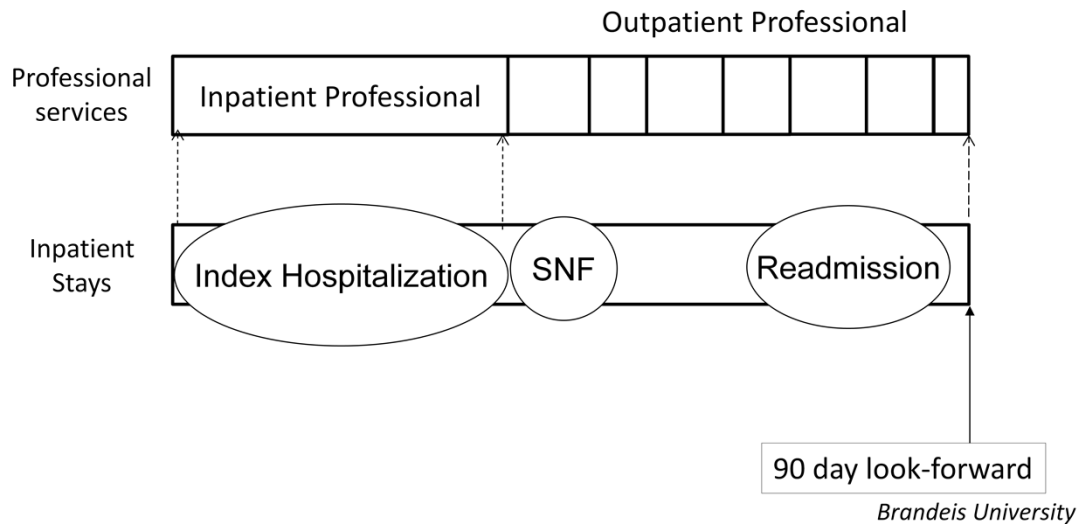 Outpatient Professional
Professional
services
Inpatient Professional
Inpatient
Stays
Index Hospitalization
SNF
Readmission
90 day look-forward
Brandeis University